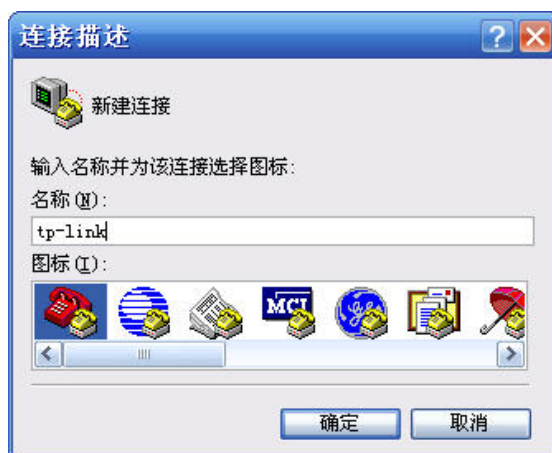 连接描述
新建连接
输入名称并为该连接选择图标:
名称(N):
tp-link
图标(I):
MCI
确定
取消